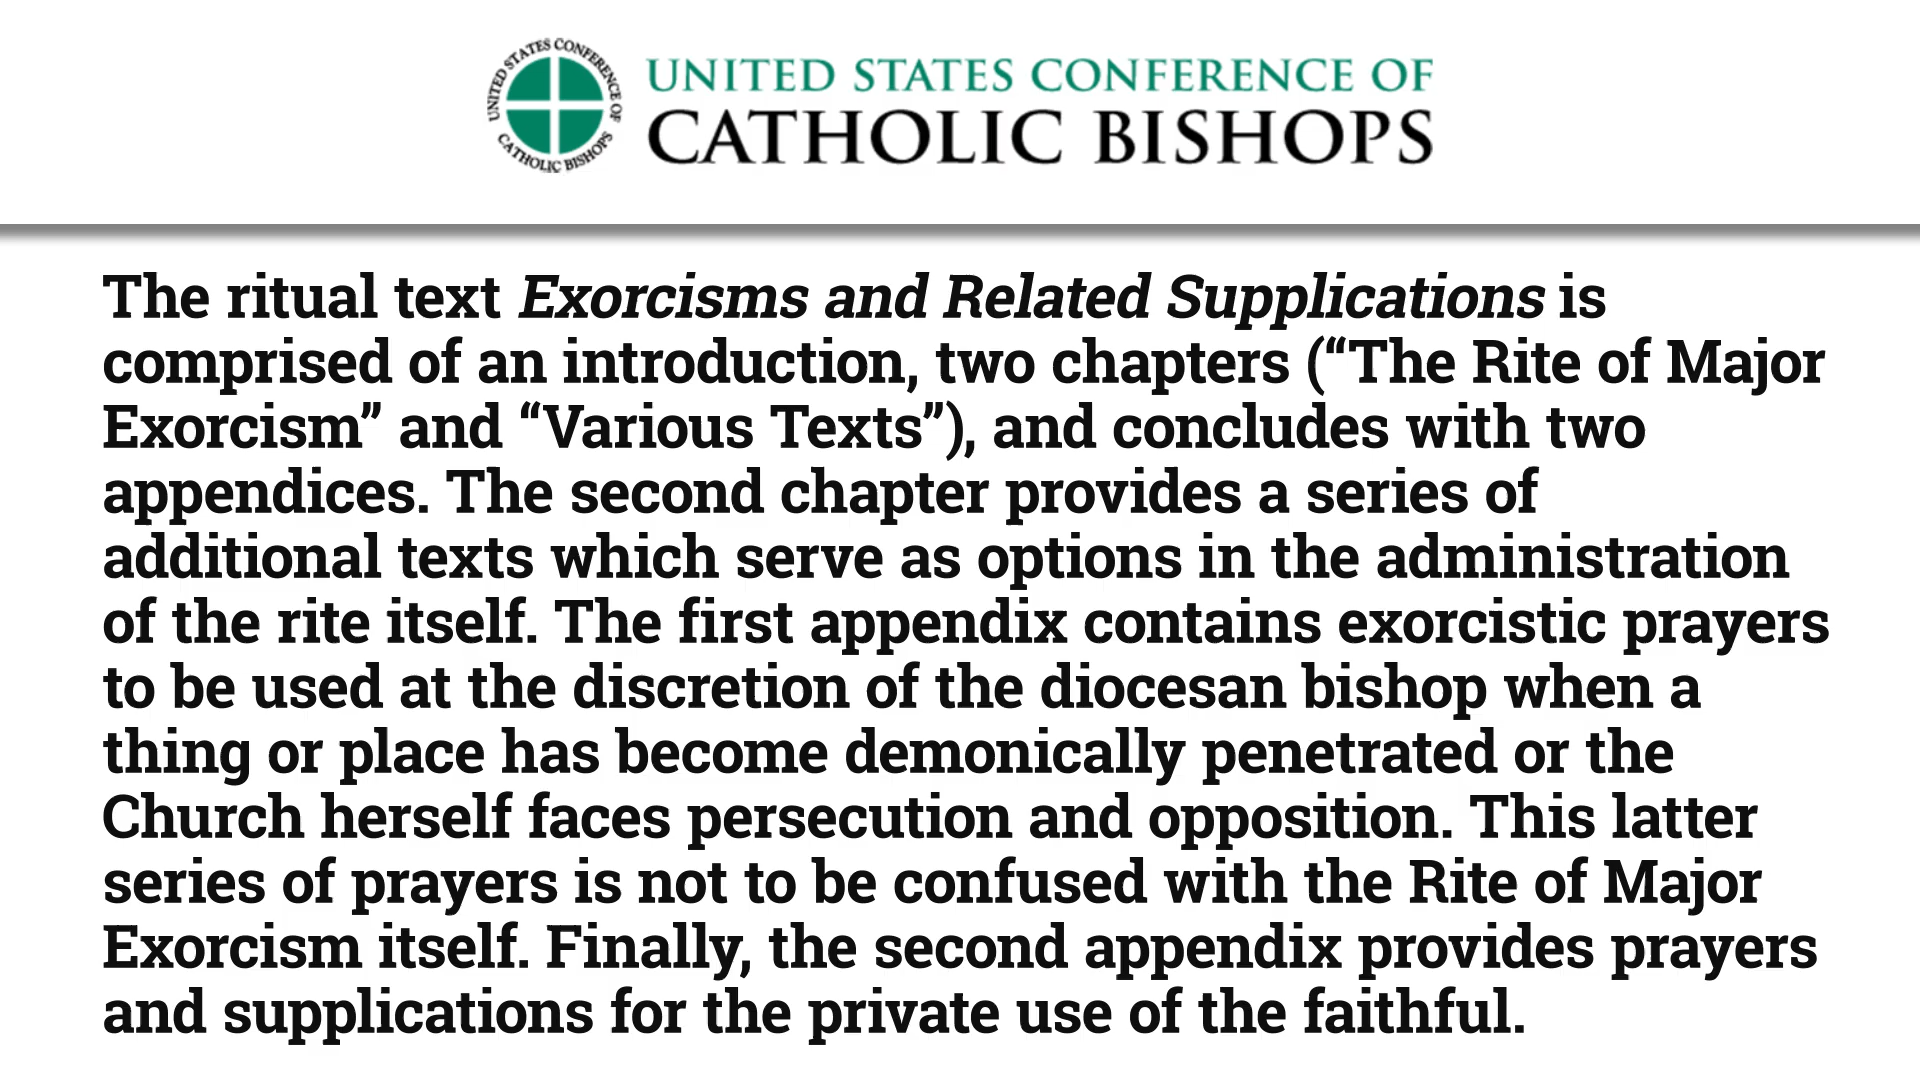 UNITED STATES CONFERENCE OF CATHOLIC BISHOPS
UNITED STATES CONFERENCE OF
CATHOLIC BISHOPS
The ritual text Exorcisms and Related Supplications is
comprised of an introduction, two chapters (“The Rite of Major
Exorcism” and “Various Texts”), and concludes with two
appendices. The second chapter provides a series of
additional texts which serve as options in the administration
of the rite itself. The first appendix contains exorcistic prayers
to be used at the discretion of the diocesan bishop when a
thing or place has become demonically penetrated or the
Church herself faces persecution and opposition. This latter
series of prayers is not to be confused with the Rite of Major
Exorcism itself. Finally, the second appendix provides prayers
and supplications for the private use of the faithful.